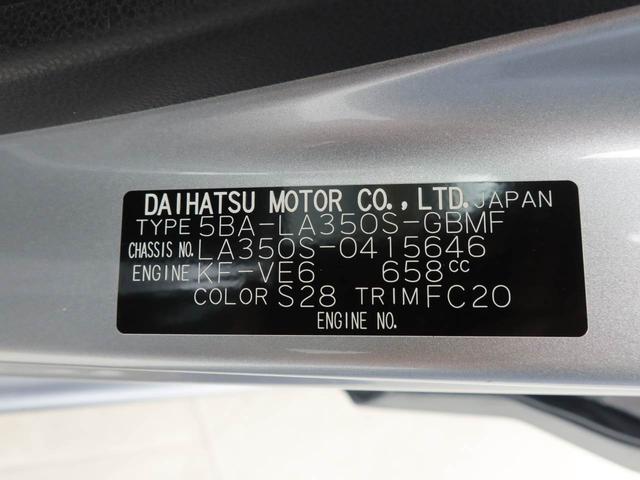 DAIHATSU MOTOR CO., LTD. JAPAN
TYPE 5BA-LA350S-GBMF
CHASSIS NO. LA350S-0415646
ENGINE KF-VE6 658cc
COLOR S28 TRIM FC20
ENGINE NO.